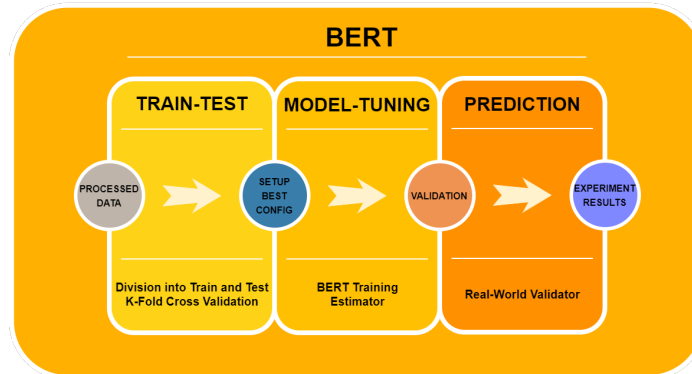 BERT
TRAIN-TEST
MODEL-TUNING
PREDICTION
PROCESSED
DATA
SETUP
BEST
CONFIG
VALIDATION
EXPERIMENT
RESULTS
Division into Train and Test
K-Fold Cross Validation
BERT Training
Estimator
Real-World Validator